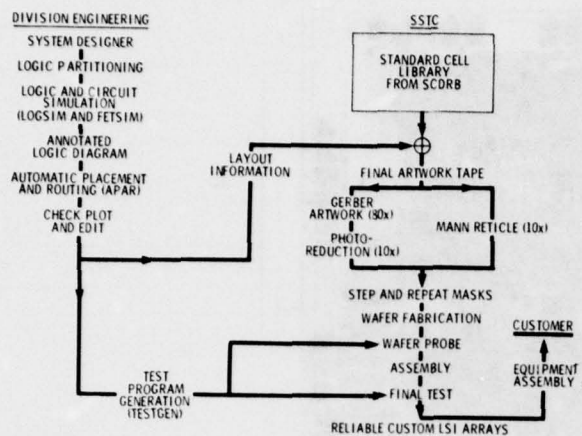 DIVISION ENGINEERING
SYSTEM DESIGNER
LOGIC PARTITIONING
LOGIC AND CIRCUIT
SIMULATION
(LOGSIM AND FETSIM)
ANNOTATED
LOGIC DIAGRAM
AUTOMATIC PLACEMENT
AND ROUTING (APAR)
CHECK PLOT
AND EDIT
LAYOUT
INFORMATION
TEST
PROGRAM
GENERATION
(TESTGEN)
SSTC
STANDARD CELL
LIBRARY
FROM SCDRB
FINAL ARTWORK TAPE
GERBER
ARTWORK (80x)
PHOTO-
REDUCTION (10x)
MANN RETICLE (10x)
STEP AND REPEAT MASKS
WAFER FABRICATION
WAFER PROBE
ASSEMBLY
FINAL TEST
RELIABLE CUSTOM LSI ARRAYS
CUSTOMER
EQUIPMENT
ASSEMBLY